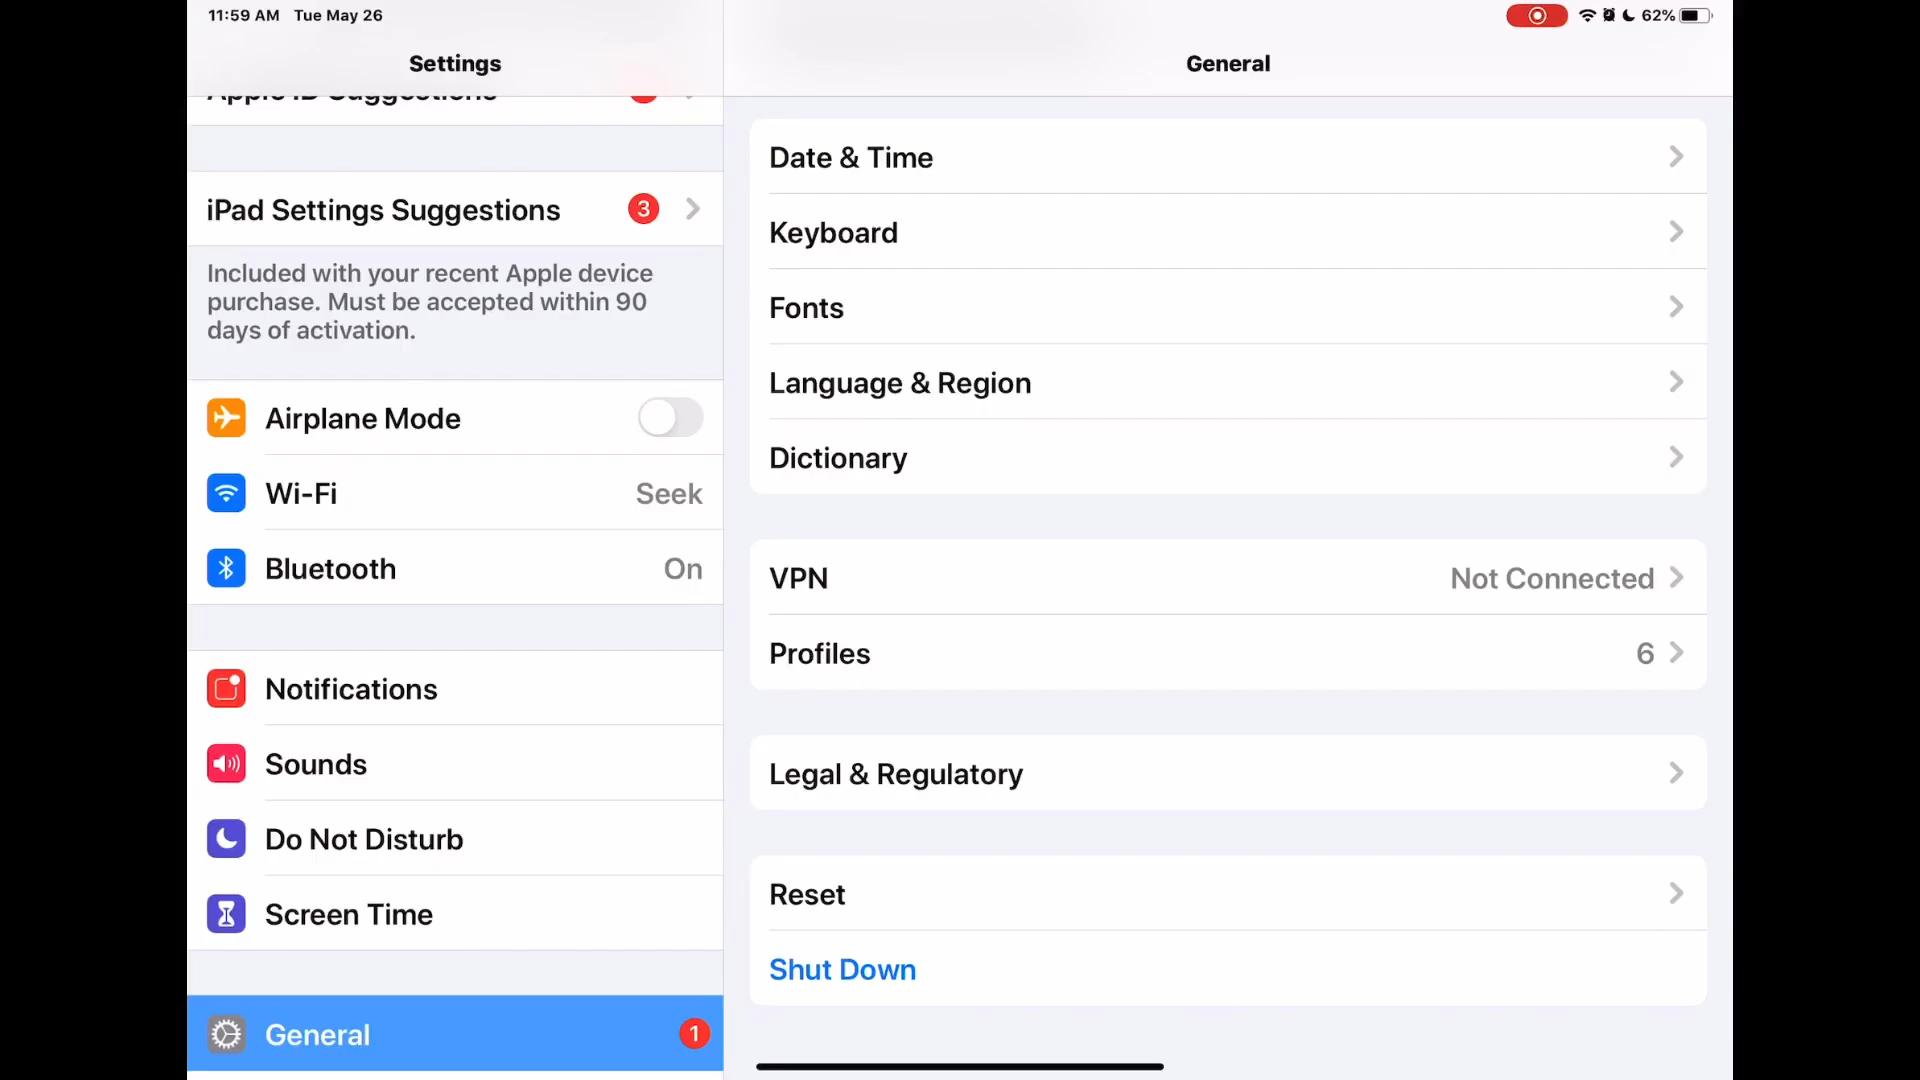 11:59 AM Tue May 26
62%
Settings
Apple ID Suggestions
iPad Settings Suggestions 3
Included with your recent Apple device
purchase. Must be accepted within 90
days of activation.
Airplane Mode
Wi-Fi Seek
Bluetooth On
Notifications
Sounds
Do Not Disturb
Screen Time
General 1
General
Date & Time
Keyboard
Fonts
Language & Region
Dictionary
VPN Not Connected
Profiles 6
Legal & Regulatory
Reset
Shut Down